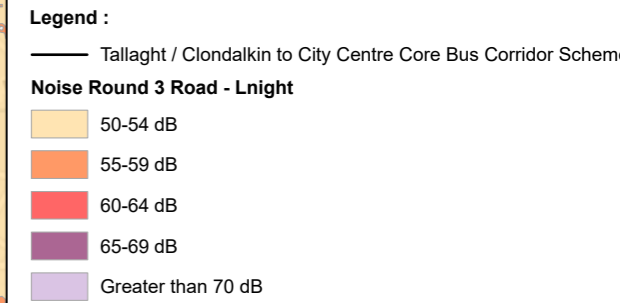 Legend :
Tallaght / Clondalkin to City Centre Core Bus Corridor Scheme
Noise Round 3 Road - Lnight
50-54 dB
55-59 dB
60-64 dB
65-69 dB
Greater than 70 dB